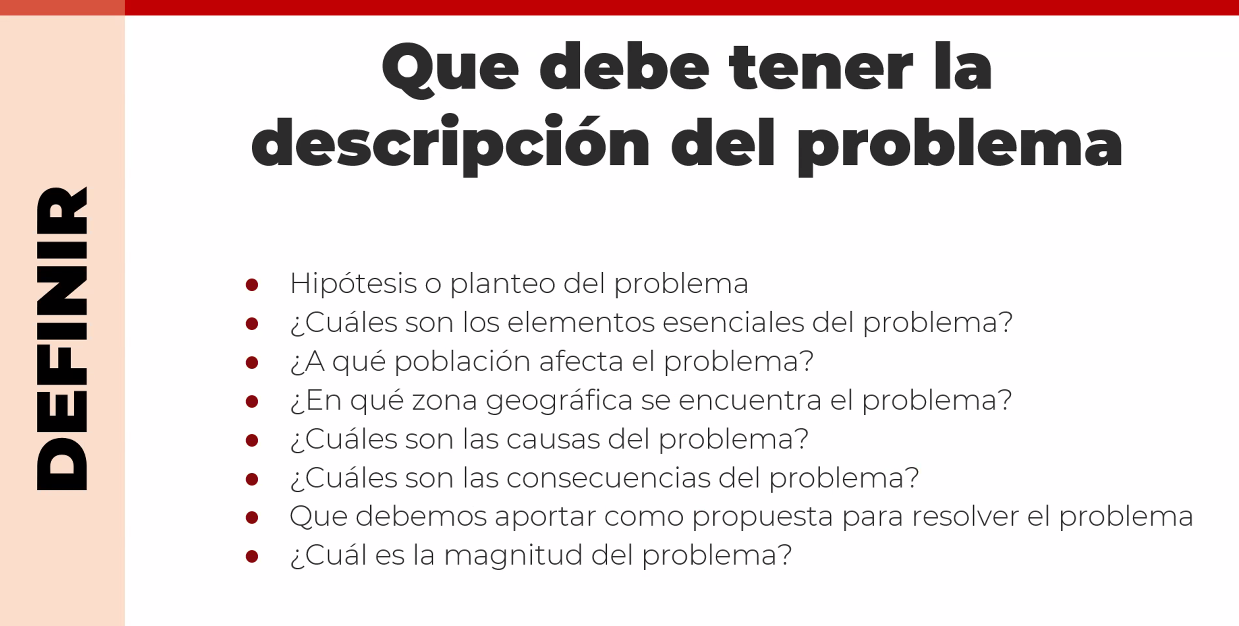 Que debe tener la
descripción del problema
DEFINIR
● Hipótesis o planteo del problema
● ¿Cuáles son los elementos esenciales del problema?
● ¿A qué población afecta el problema?
● ¿En qué zona geográfica se encuentra el problema?
● ¿Cuáles son las causas del problema?
● ¿Cuáles son las consecuencias del problema?
● Que debemos aportar como propuesta para resolver el problema
● ¿Cuál es la magnitud del problema?